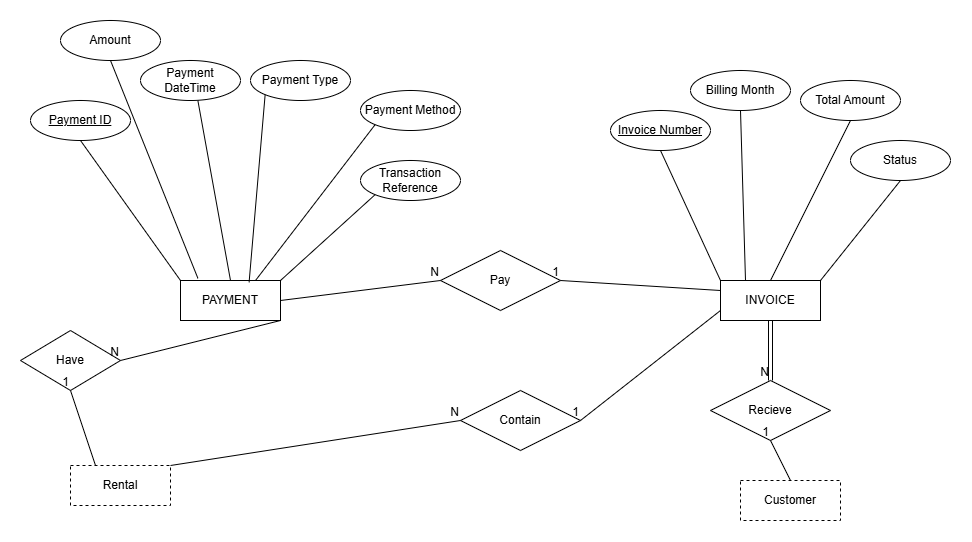 Amount
Payment
DateTime
Payment Type
Payment ID
Payment Method
Transaction
Reference
Billing Month
Total Amount
Invoice Number
Status
N
Pay
1
PAYMENT
INVOICE
Have
N
1
N
Contain
1
N
Recieve
1
Rental
Customer